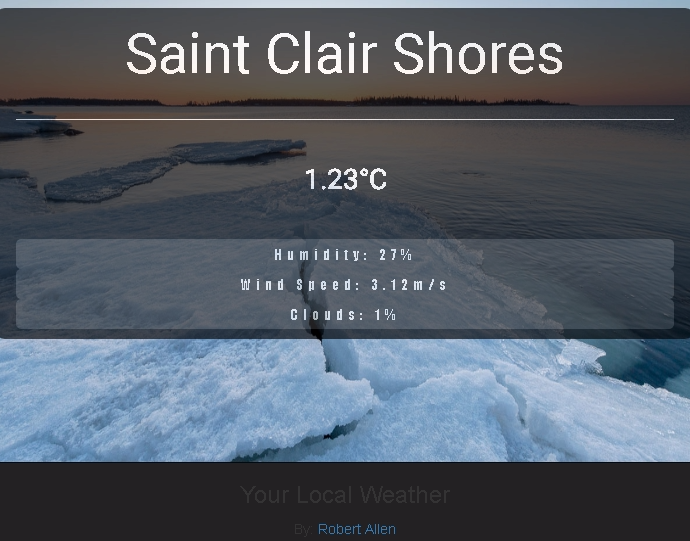 Saint Clair Shores
1.23°C
Humidity: 27%
Wind Speed: 3.12m/s
Clouds: 1%
Your Local Weather
By: Robert Allen